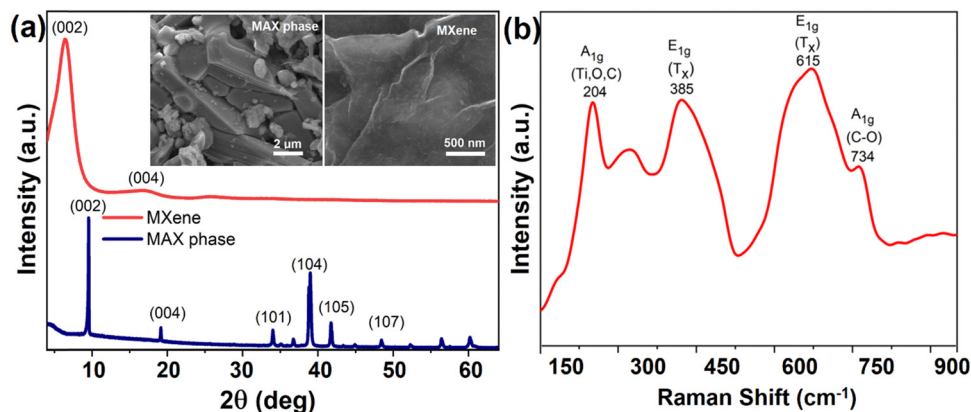 (a)
(002)
MAX phase
2 µm
MXene
500 nm
(004)
(002)
MXene
MAX phase
(004)
(101)
(104)
(105)
(107)
10 20 30 40 50 60
2θ (deg)
Intensity (a.u.)
(b)
A1g
(Ti,O,C)
204
E1g
(TX)
385
E1g
(TX)
615
A1g
(C-O)
734
150 300 450 600 750 900
Raman Shift (cm-1)
Intensity (a.u.)